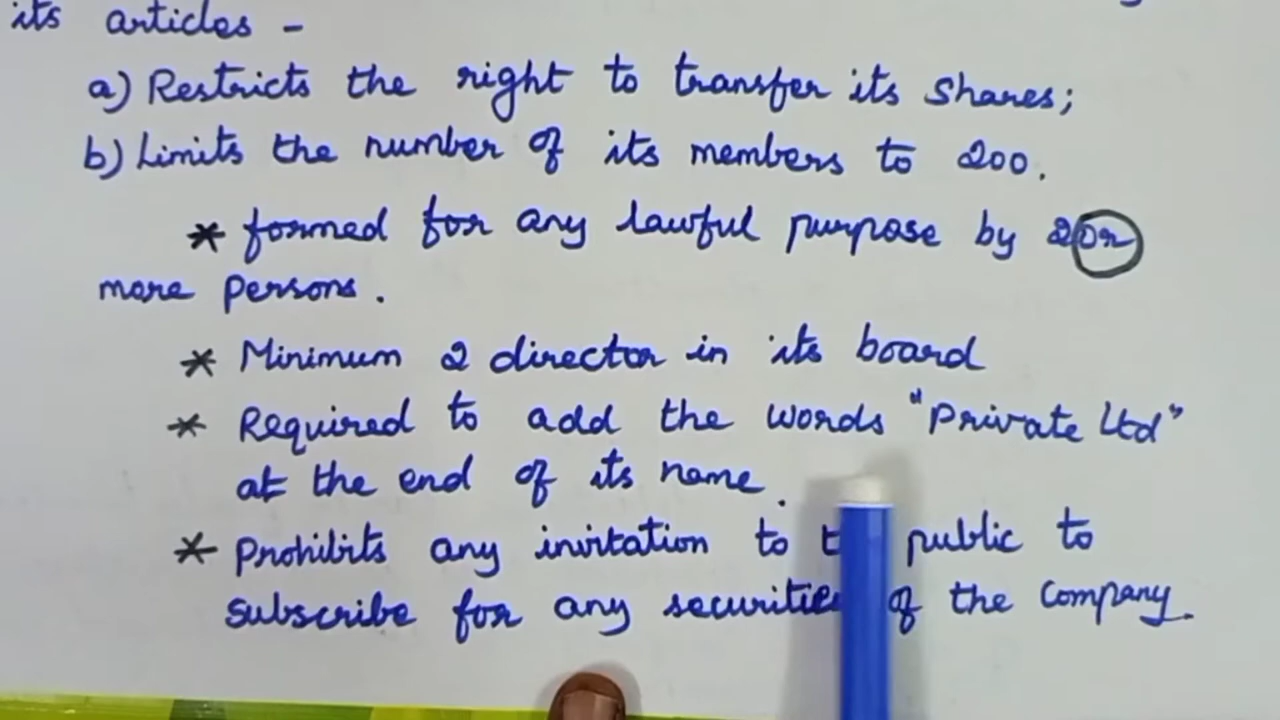 its articles -
a) Restricts the right to transfer its shares;
b) Limits the number of its members to 200.
* formed for any lawful purpose by 2 or
more persons.
* Minimum 2 director in its board
* Required to add the words "Private Ltd"
at the end of its name.
* Prohibits any invitation to public to
subscribe for any securities of the company.